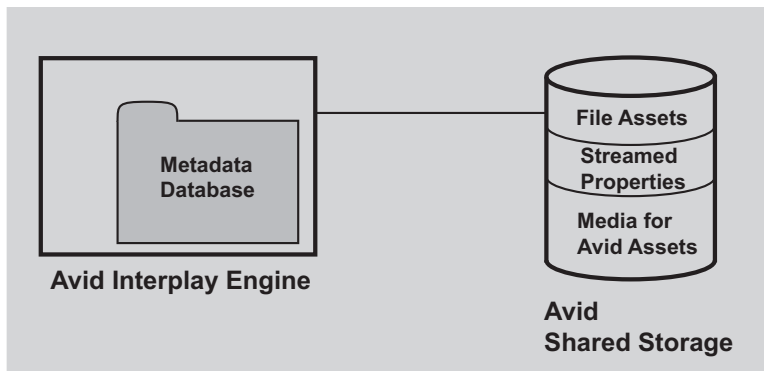 Metadata
Database
Avid Interplay Engine
File Assets
Streamed
Properties
Media for
Avid Assets
Avid
Shared Storage